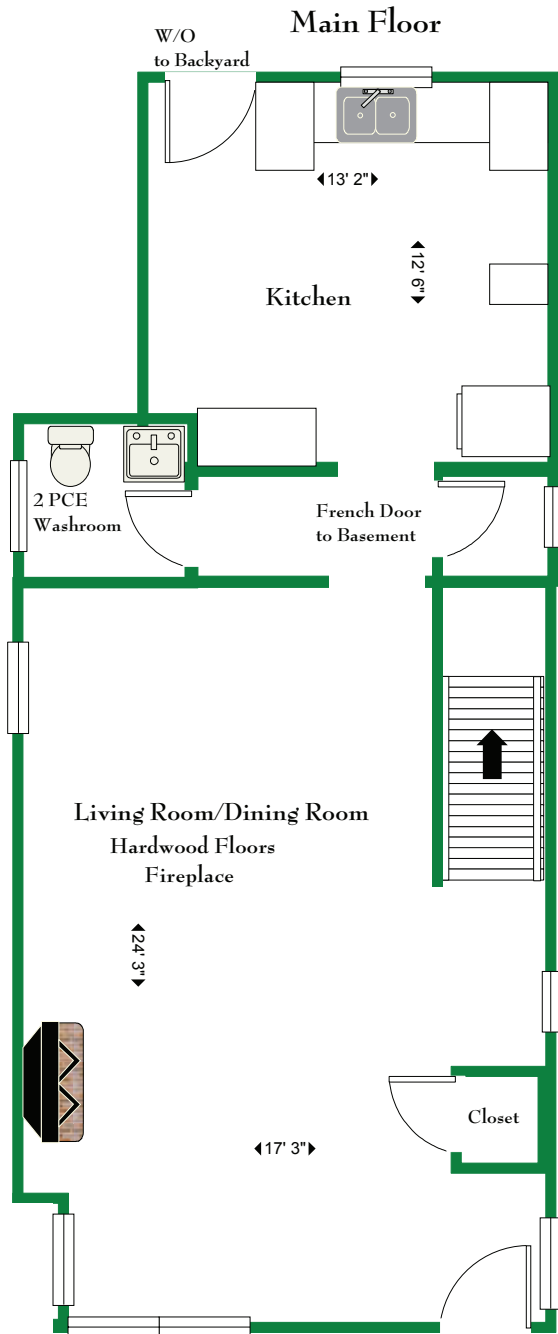 Main Floor
W/O
to Backyard
13' 2"
12' 6"
Kitchen
2 PCE
Washroom
French Door
to Basement
Living Room/Dining Room
Hardwood Floors
Fireplace
24' 3"
Closet
17' 3"